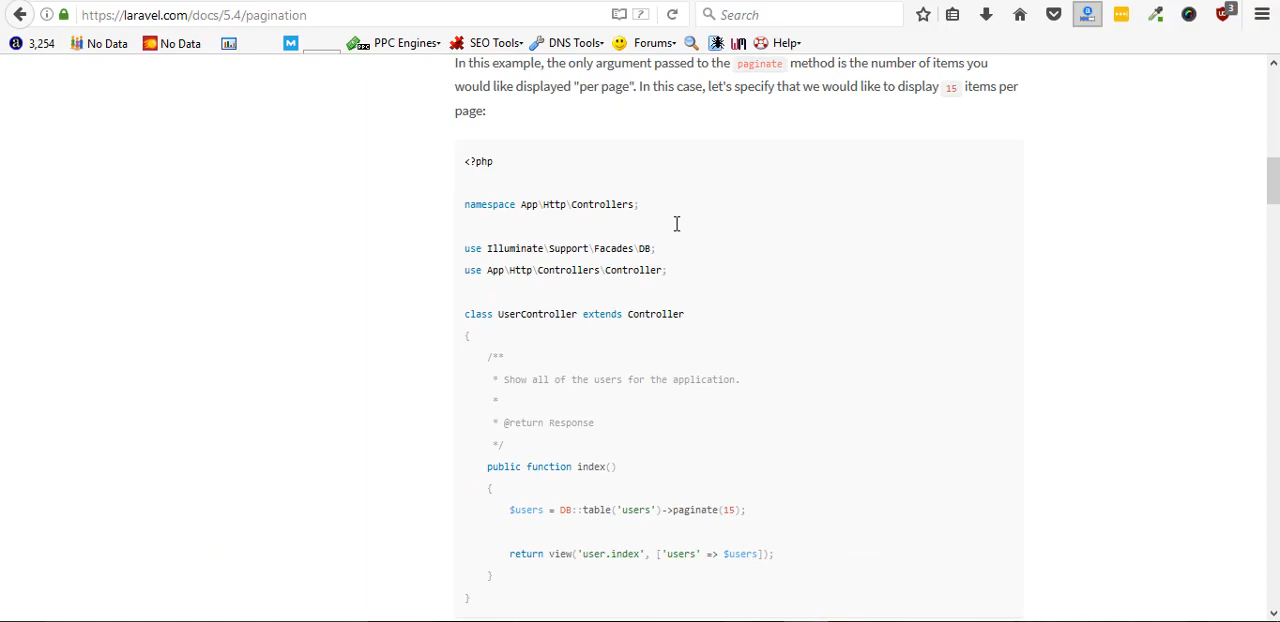 https://laravel.com/docs/5.4/pagination
Search
3
3,254 No Data No Data M PPC Engines SEO Tools DNS Tools Forums Help
In this example, the only argument passed to the paginate method is the number of items you
would like displayed "per page". In this case, let's specify that we would like to display 15 items per
page:
<?php
namespace App\Http\Controllers;
use Illuminate\Support\Facades\DB;
use App\Http\Controllers\Controller;
class UserController extends Controller
{
/**
* Show all of the users for the application.
*
* @return Response
*/
public function index()
{
$users = DB::table('users')->paginate(15);
return view('user.index', ['users' => $users]);
}
}